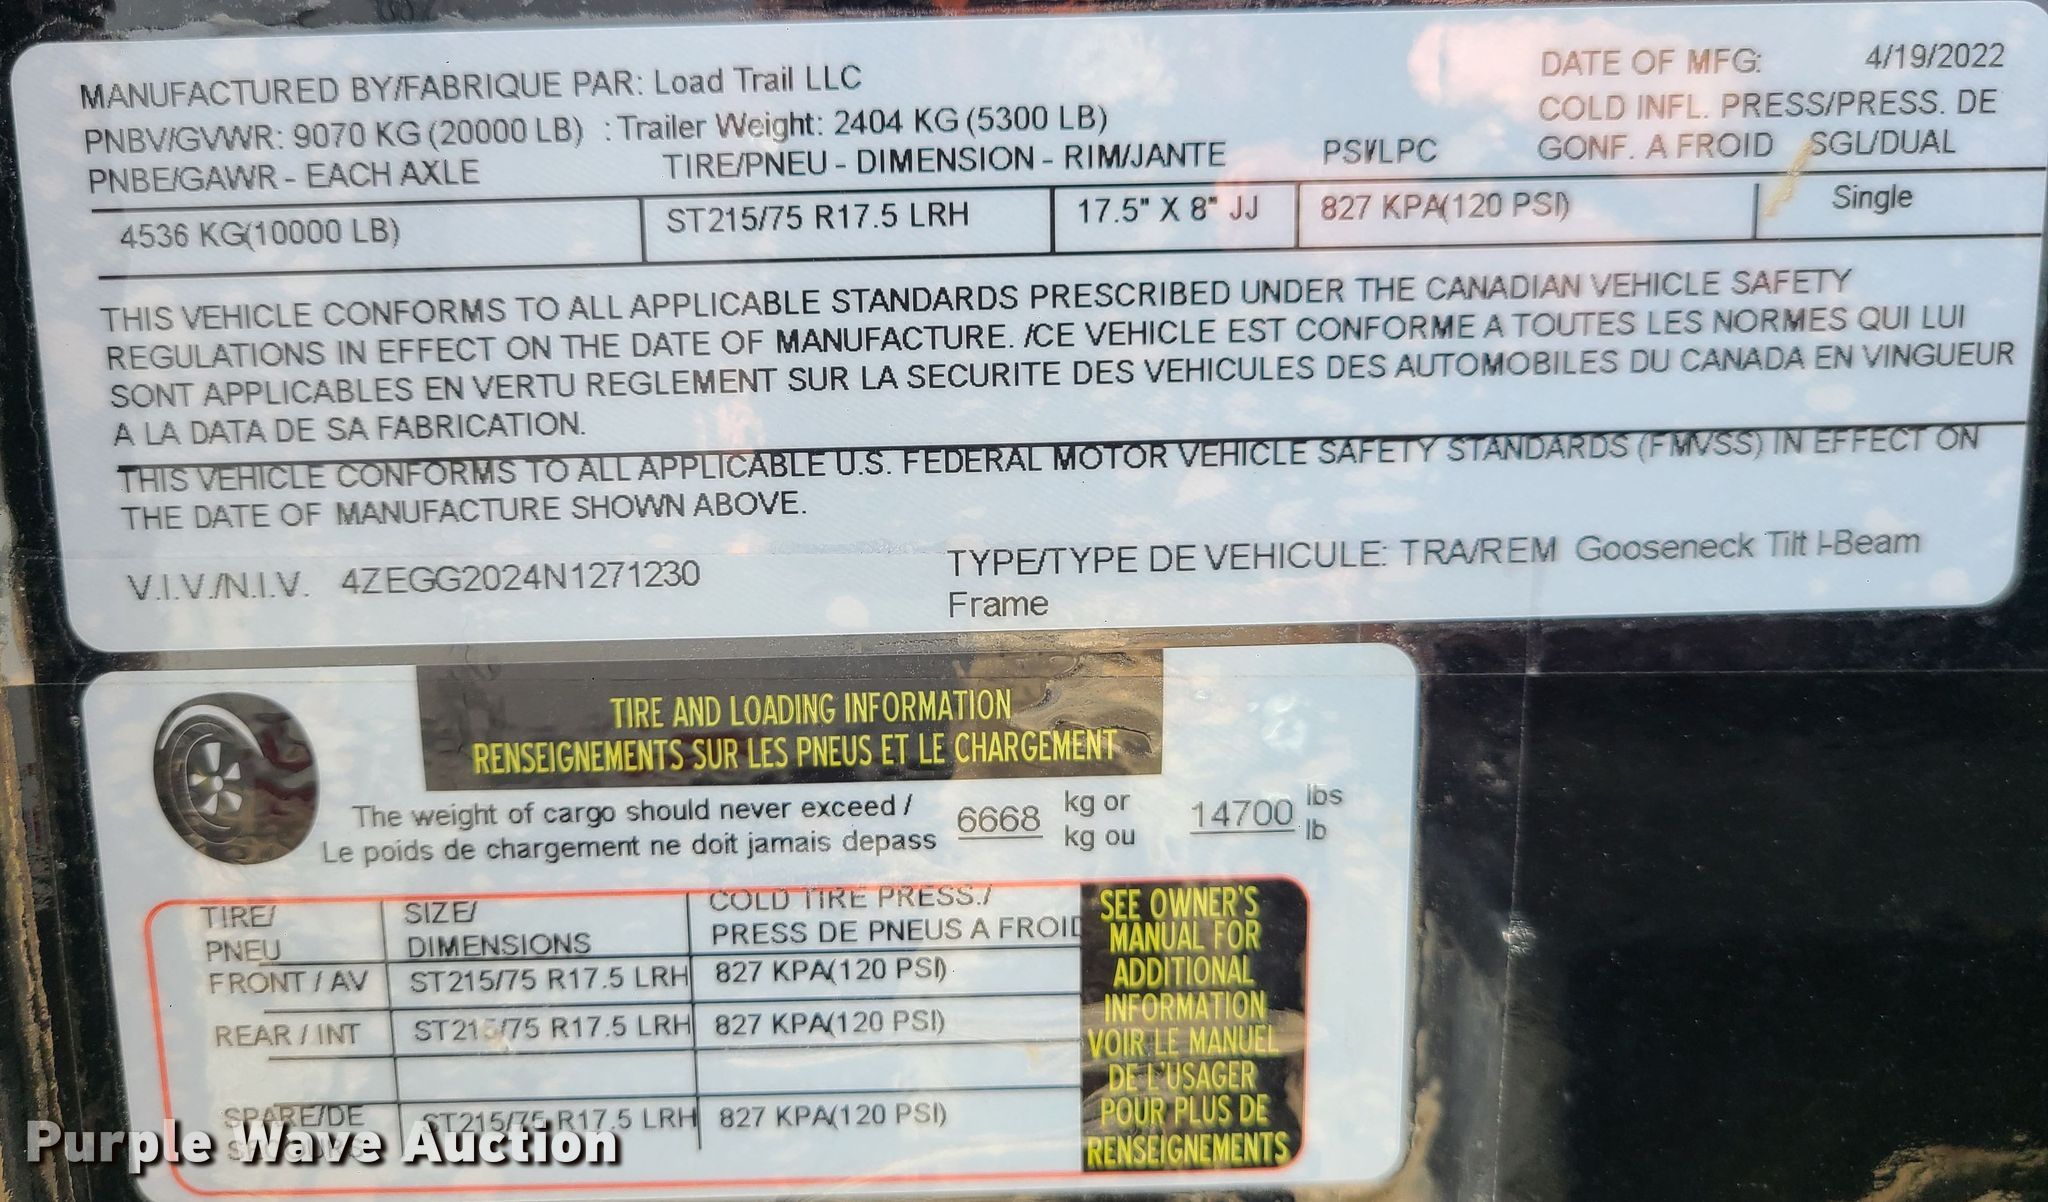 MANUFACTURED BY/FABRIQUE PAR: Load Trail LLC DATE OF MFG: 4/19/2022
PNBV/GVWR: 9070 KG (20000 LB) : Trailer Weight: 2404 KG (5300 LB) COLD INFL. PRESS/PRESS. DE
PNBE/GAWR - EACH AXLE TIRE/PNEU - DIMENSION - RIM/JANTE PSI/LPC GONF. A FROID SGL/DUAL
4536 KG(10000 LB) ST215/75 R17.5 LRH 17.5" X 8" JJ 827 KPA(120 PSI) Single
THIS VEHICLE CONFORMS TO ALL APPLICABLE STANDARDS PRESCRIBED UNDER THE CANADIAN VEHICLE SAFETY
REGULATIONS IN EFFECT ON THE DATE OF MANUFACTURE. /CE VEHICLE EST CONFORME A TOUTES LES NORMES QUI LUI
SONT APPLICABLES EN VERTU REGLEMENT SUR LA SECURITE DES VEHICULES DES AUTOMOBILES DU CANADA EN VINGUEUR
A LA DATA DE SA FABRICATION.
THIS VEHICLE CONFORMS TO ALL APPLICABLE U.S. FEDERAL MOTOR VEHICLE SAFETY STANDARDS (FMVSS) IN EFFECT ON
THE DATE OF MANUFACTURE SHOWN ABOVE.
V.I.V./N.I.V. 4ZEGG2024N1271230 TYPE/TYPE DE VEHICULE: TRA/REM Gooseneck Tilt I-Beam
Frame
TIRE AND LOADING INFORMATION
RENSEIGNEMENTS SUR LES PNEUS ET LE CHARGEMENT
The weight of cargo should never exceed / 6668 kg or 14700 lbs
Le poids de chargement ne doit jamais depass kg ou lb
TIRE/ SIZE/ COLD TIRE PRESS./
PNEU DIMENSIONS PRESS DE PNEUS A FROID
FRONT / AV ST215/75 R17.5 LRH 827 KPA(120 PSI)
REAR / INT ST215/75 R17.5 LRH 827 KPA(120 PSI)
SPARE/DE ST215/75 R17.5 LRH 827 KPA(120 PSI)
SEE OWNER'S
MANUAL FOR
ADDITIONAL
INFORMATION
VOIR LE MANUEL
DE L'USAGER
POUR PLUS DE
RENSEIGNEMENTS
Purple Wave Auction